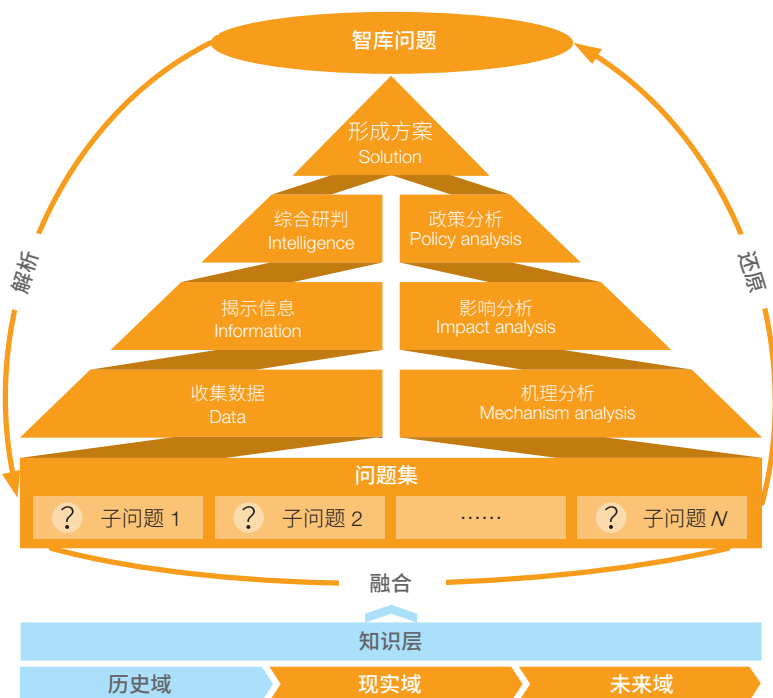 智库问题
形成方案
Solution
综合研判
Intelligence
政策分析
Policy analysis
解析
还原
揭示信息
Information
影响分析
Impact analysis
收集数据
Data
机理分析
Mechanism analysis
问题集
? 子问题 1
? 子问题 2
……
? 子问题 N
融合
知识层
历史域
现实域
未来域